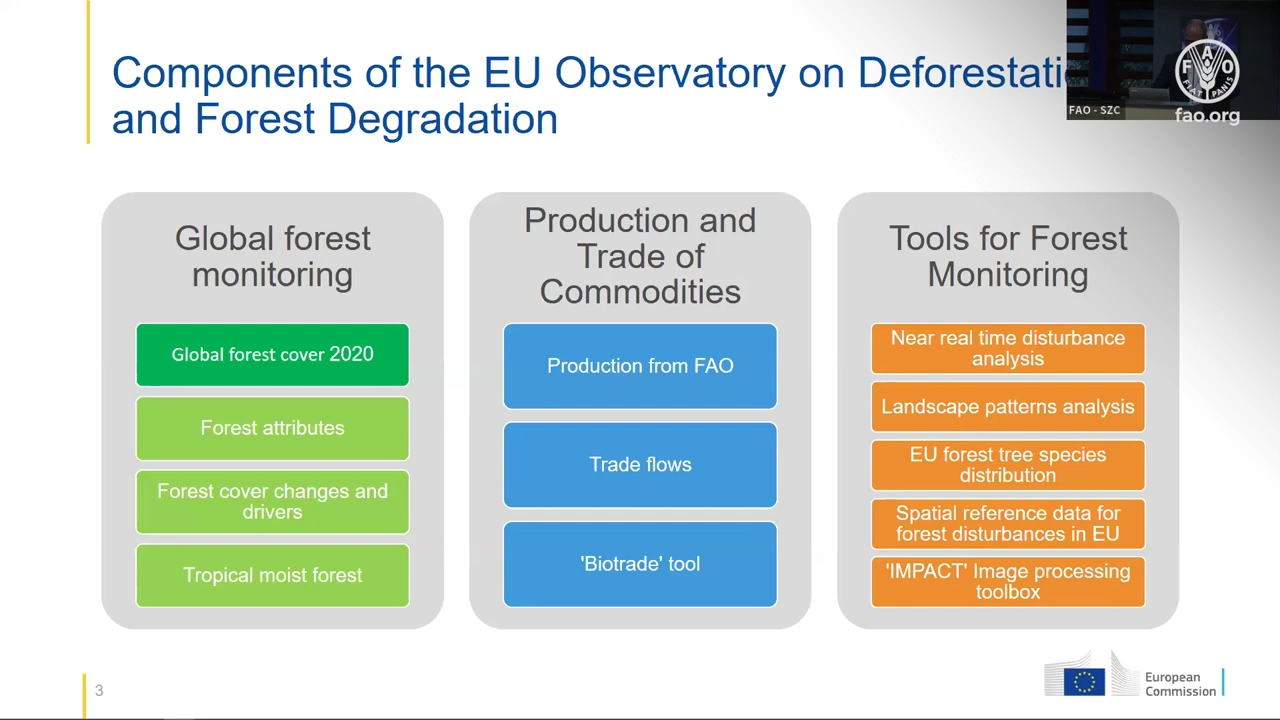 Components of the EU Observatory on Deforestati
and Forest Degradation
FAO - SZC
FAO
FIAT PANIS
fao.org
Global forest
monitoring
Global forest cover 2020
Forest attributes
Forest cover changes and
drivers
Tropical moist forest
Production and
Trade of
Commodities
Production from FAO
Trade flows
'Biotrade' tool
Tools for Forest
Monitoring
Near real time disturbance
analysis
Landscape patterns analysis
EU forest tree species
distribution
Spatial reference data for
forest disturbances in EU
'IMPACT' Image processing
toolbox
3
European
Commission